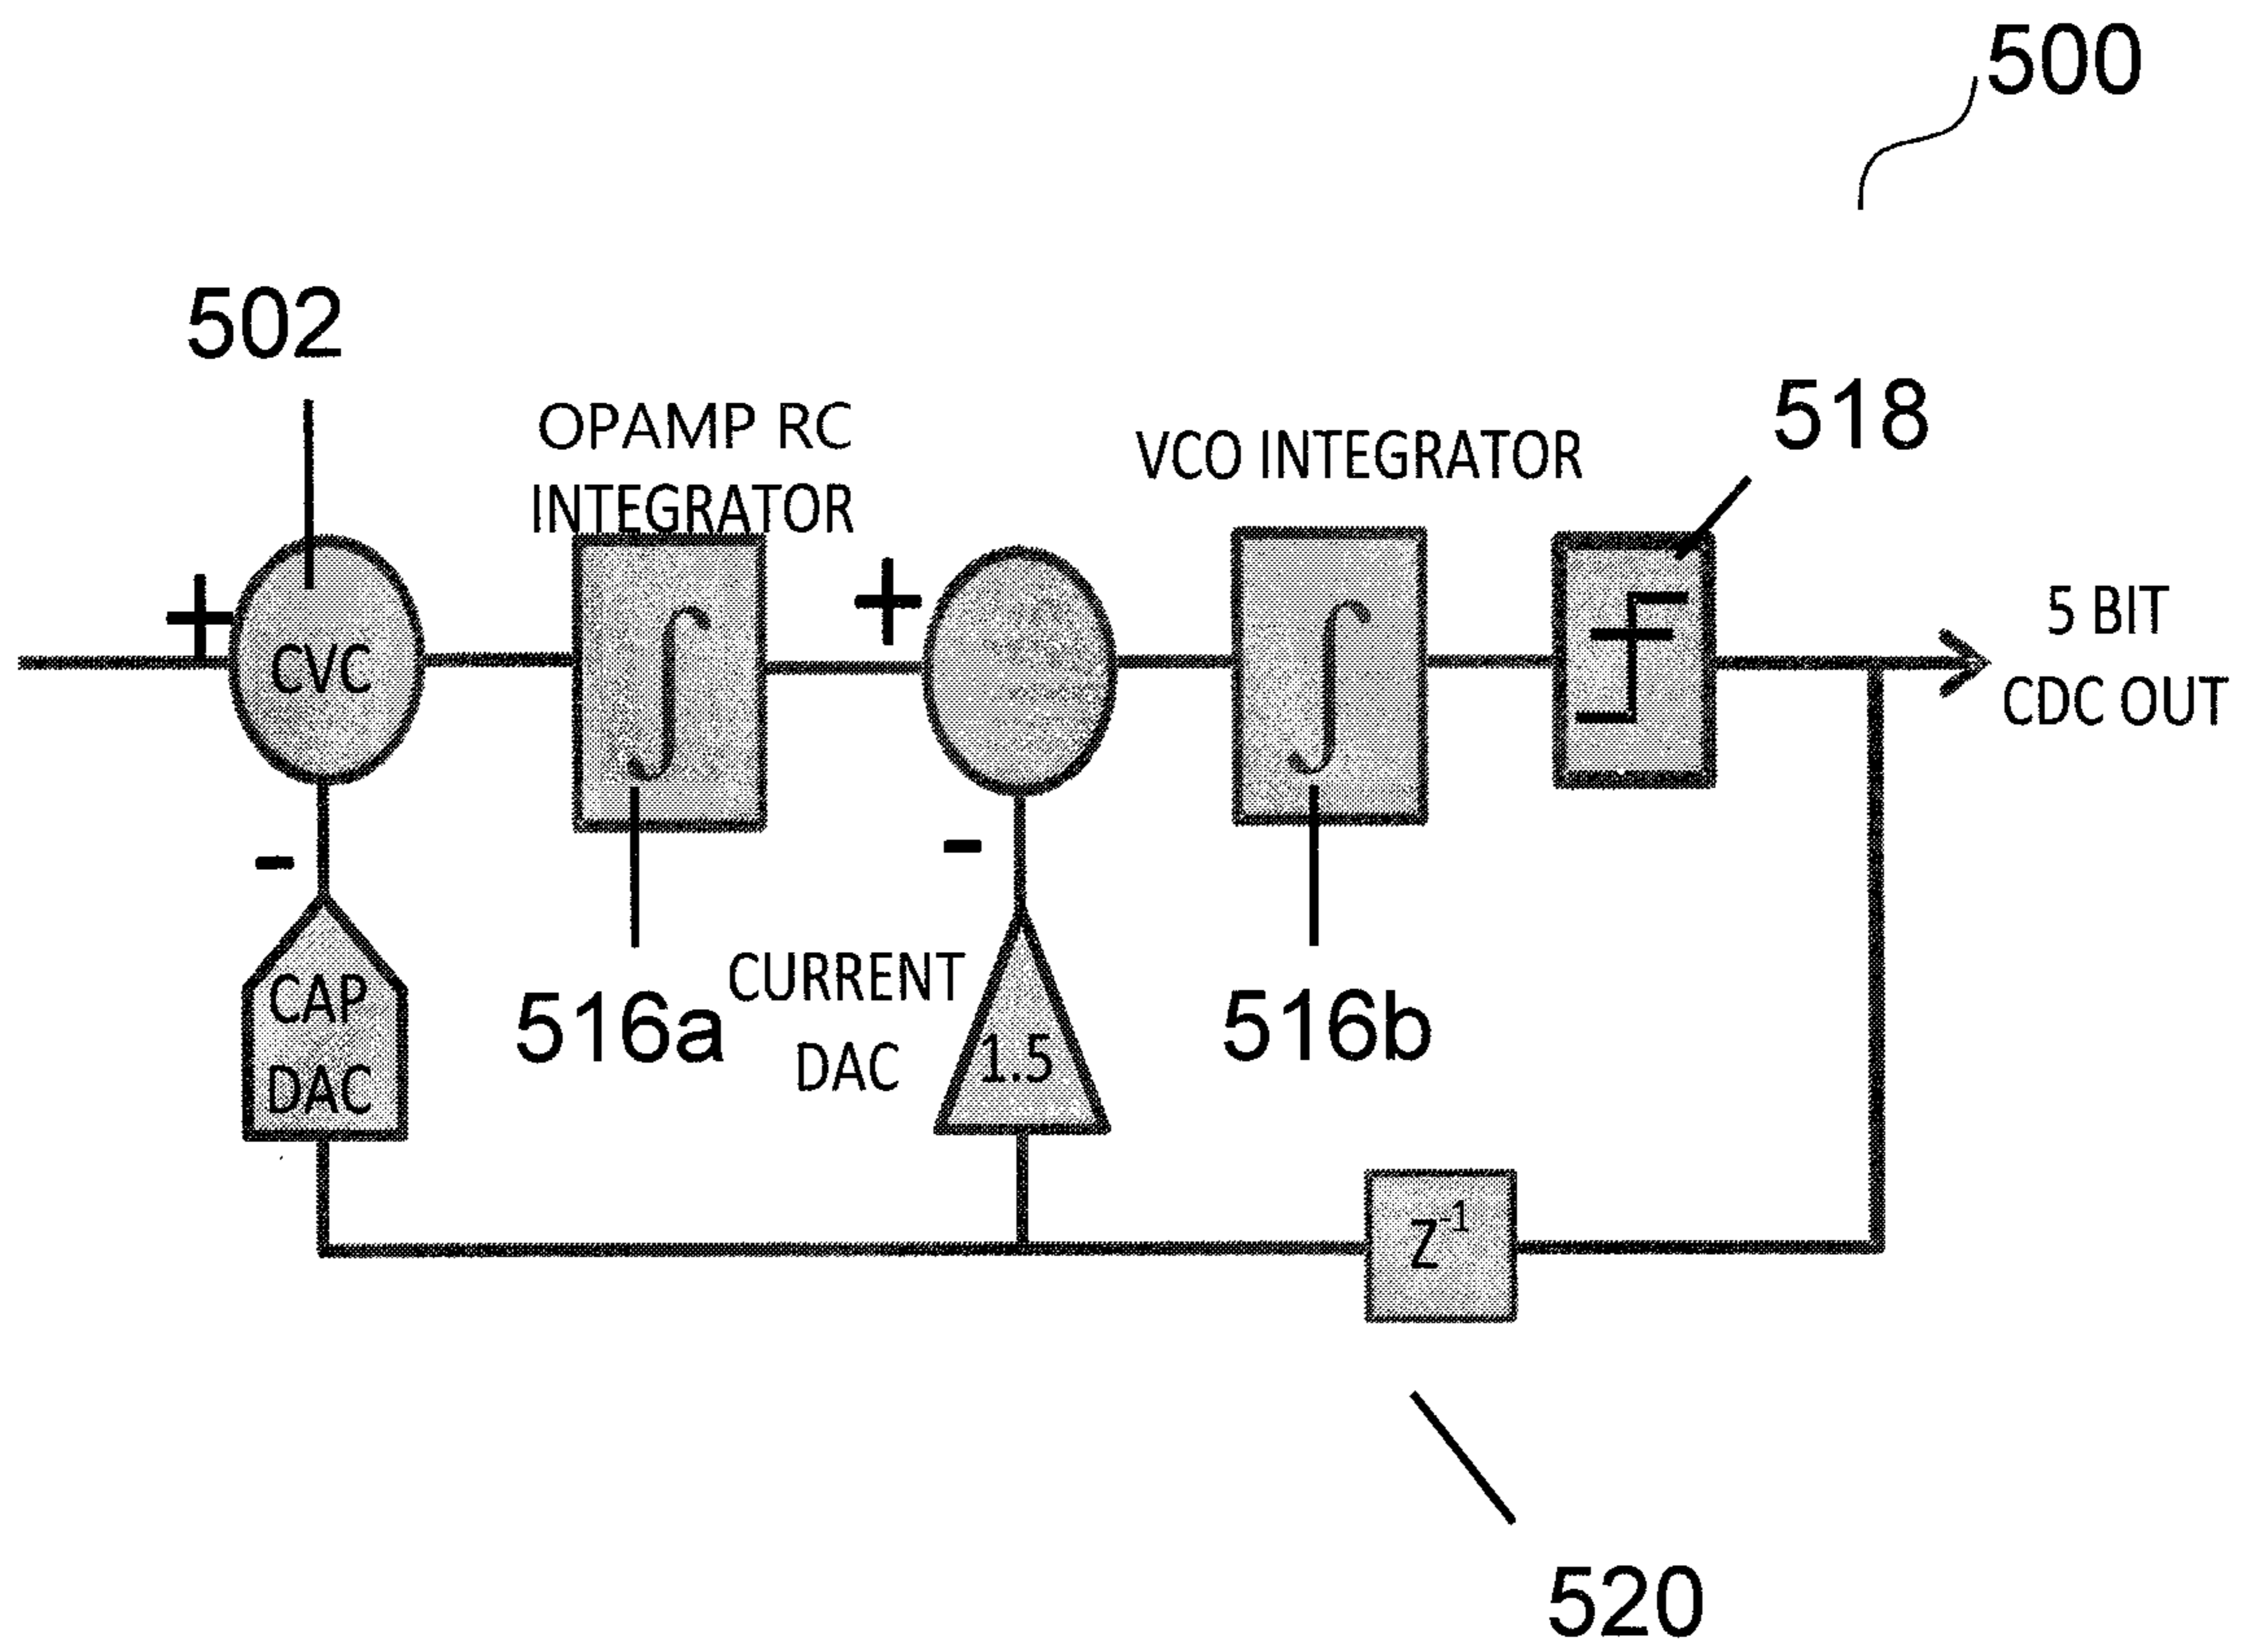 500
502
OPAMP RC
INTEGRATOR
VCO INTEGRATOR
518
+
+
CVC
∫
∫
5 BIT
CDC OUT
-
-
CAP
DAC
516a
CURRENT
DAC
1.5
516b
Z-1
520